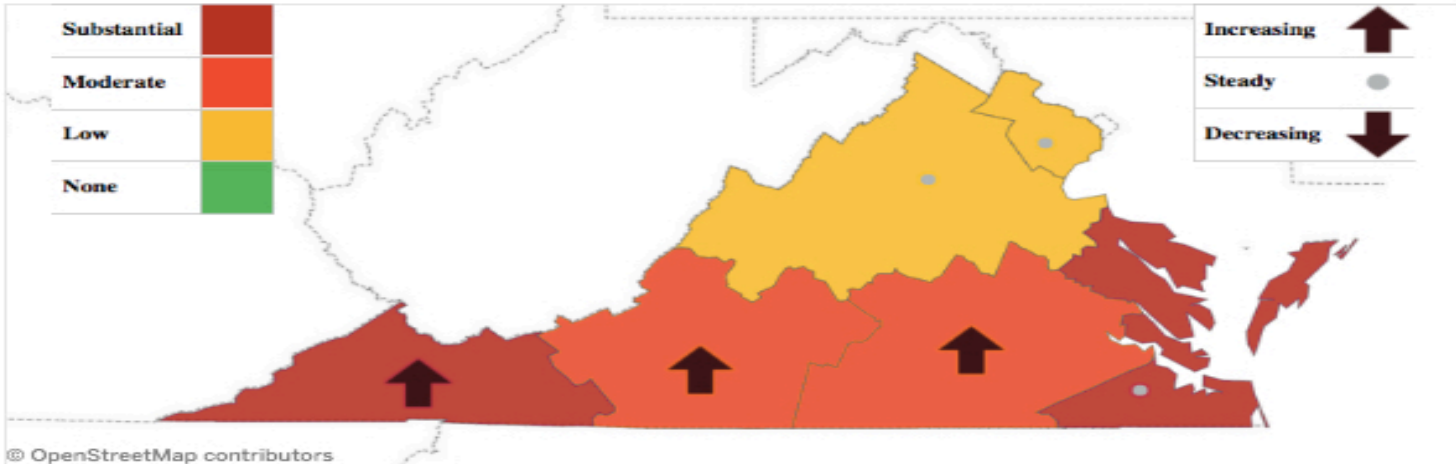 Substantial
Moderate
Low
None
Increasing
Steady
Decreasing
© OpenStreetMap contributors